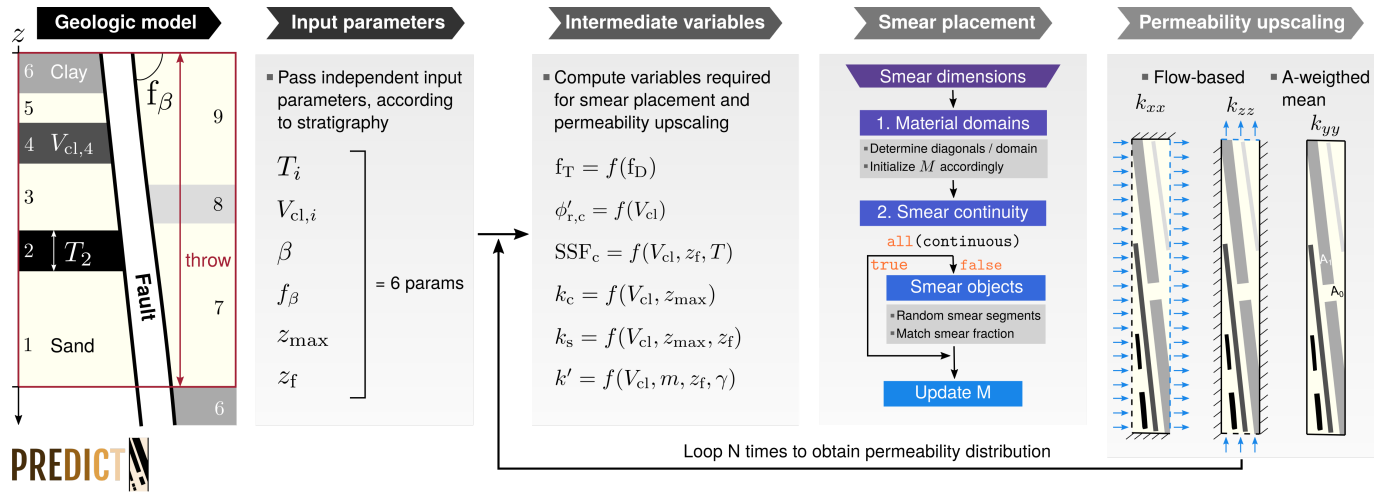 Geologic model
z
6 Clay
5
4 V_cl,4
3
2 T_2
1 Sand
f_β
9
8
throw
7
6
Fault
PREDICT
Input parameters
Pass independent input
parameters, according
to stratigraphy
T_i
V_cl,i
β
f_β
z_max
z_f
= 6 params
Intermediate variables
Compute variables required
for smear placement and
permeability upscaling
f_T = f(f_D)
ϕ′_r,c = f(V_cl)
SSF_c = f(V_cl, z_f, T)
k_c = f(V_cl, z_max)
k_s = f(V_cl, z_max, z_f)
k′ = f(V_cl, m, z_f, γ)
Smear placement
Smear dimensions
1. Material domains
Determine diagonals / domain
Initialize M accordingly
2. Smear continuity
all(continuous)
true false
Smear objects
Random smear segments
Match smear fraction
Update M
Permeability upscaling
Flow-based
k_xx
k_zz
A-weigthed
mean
k_yy
A_1
A_0
Loop N times to obtain permeability distribution